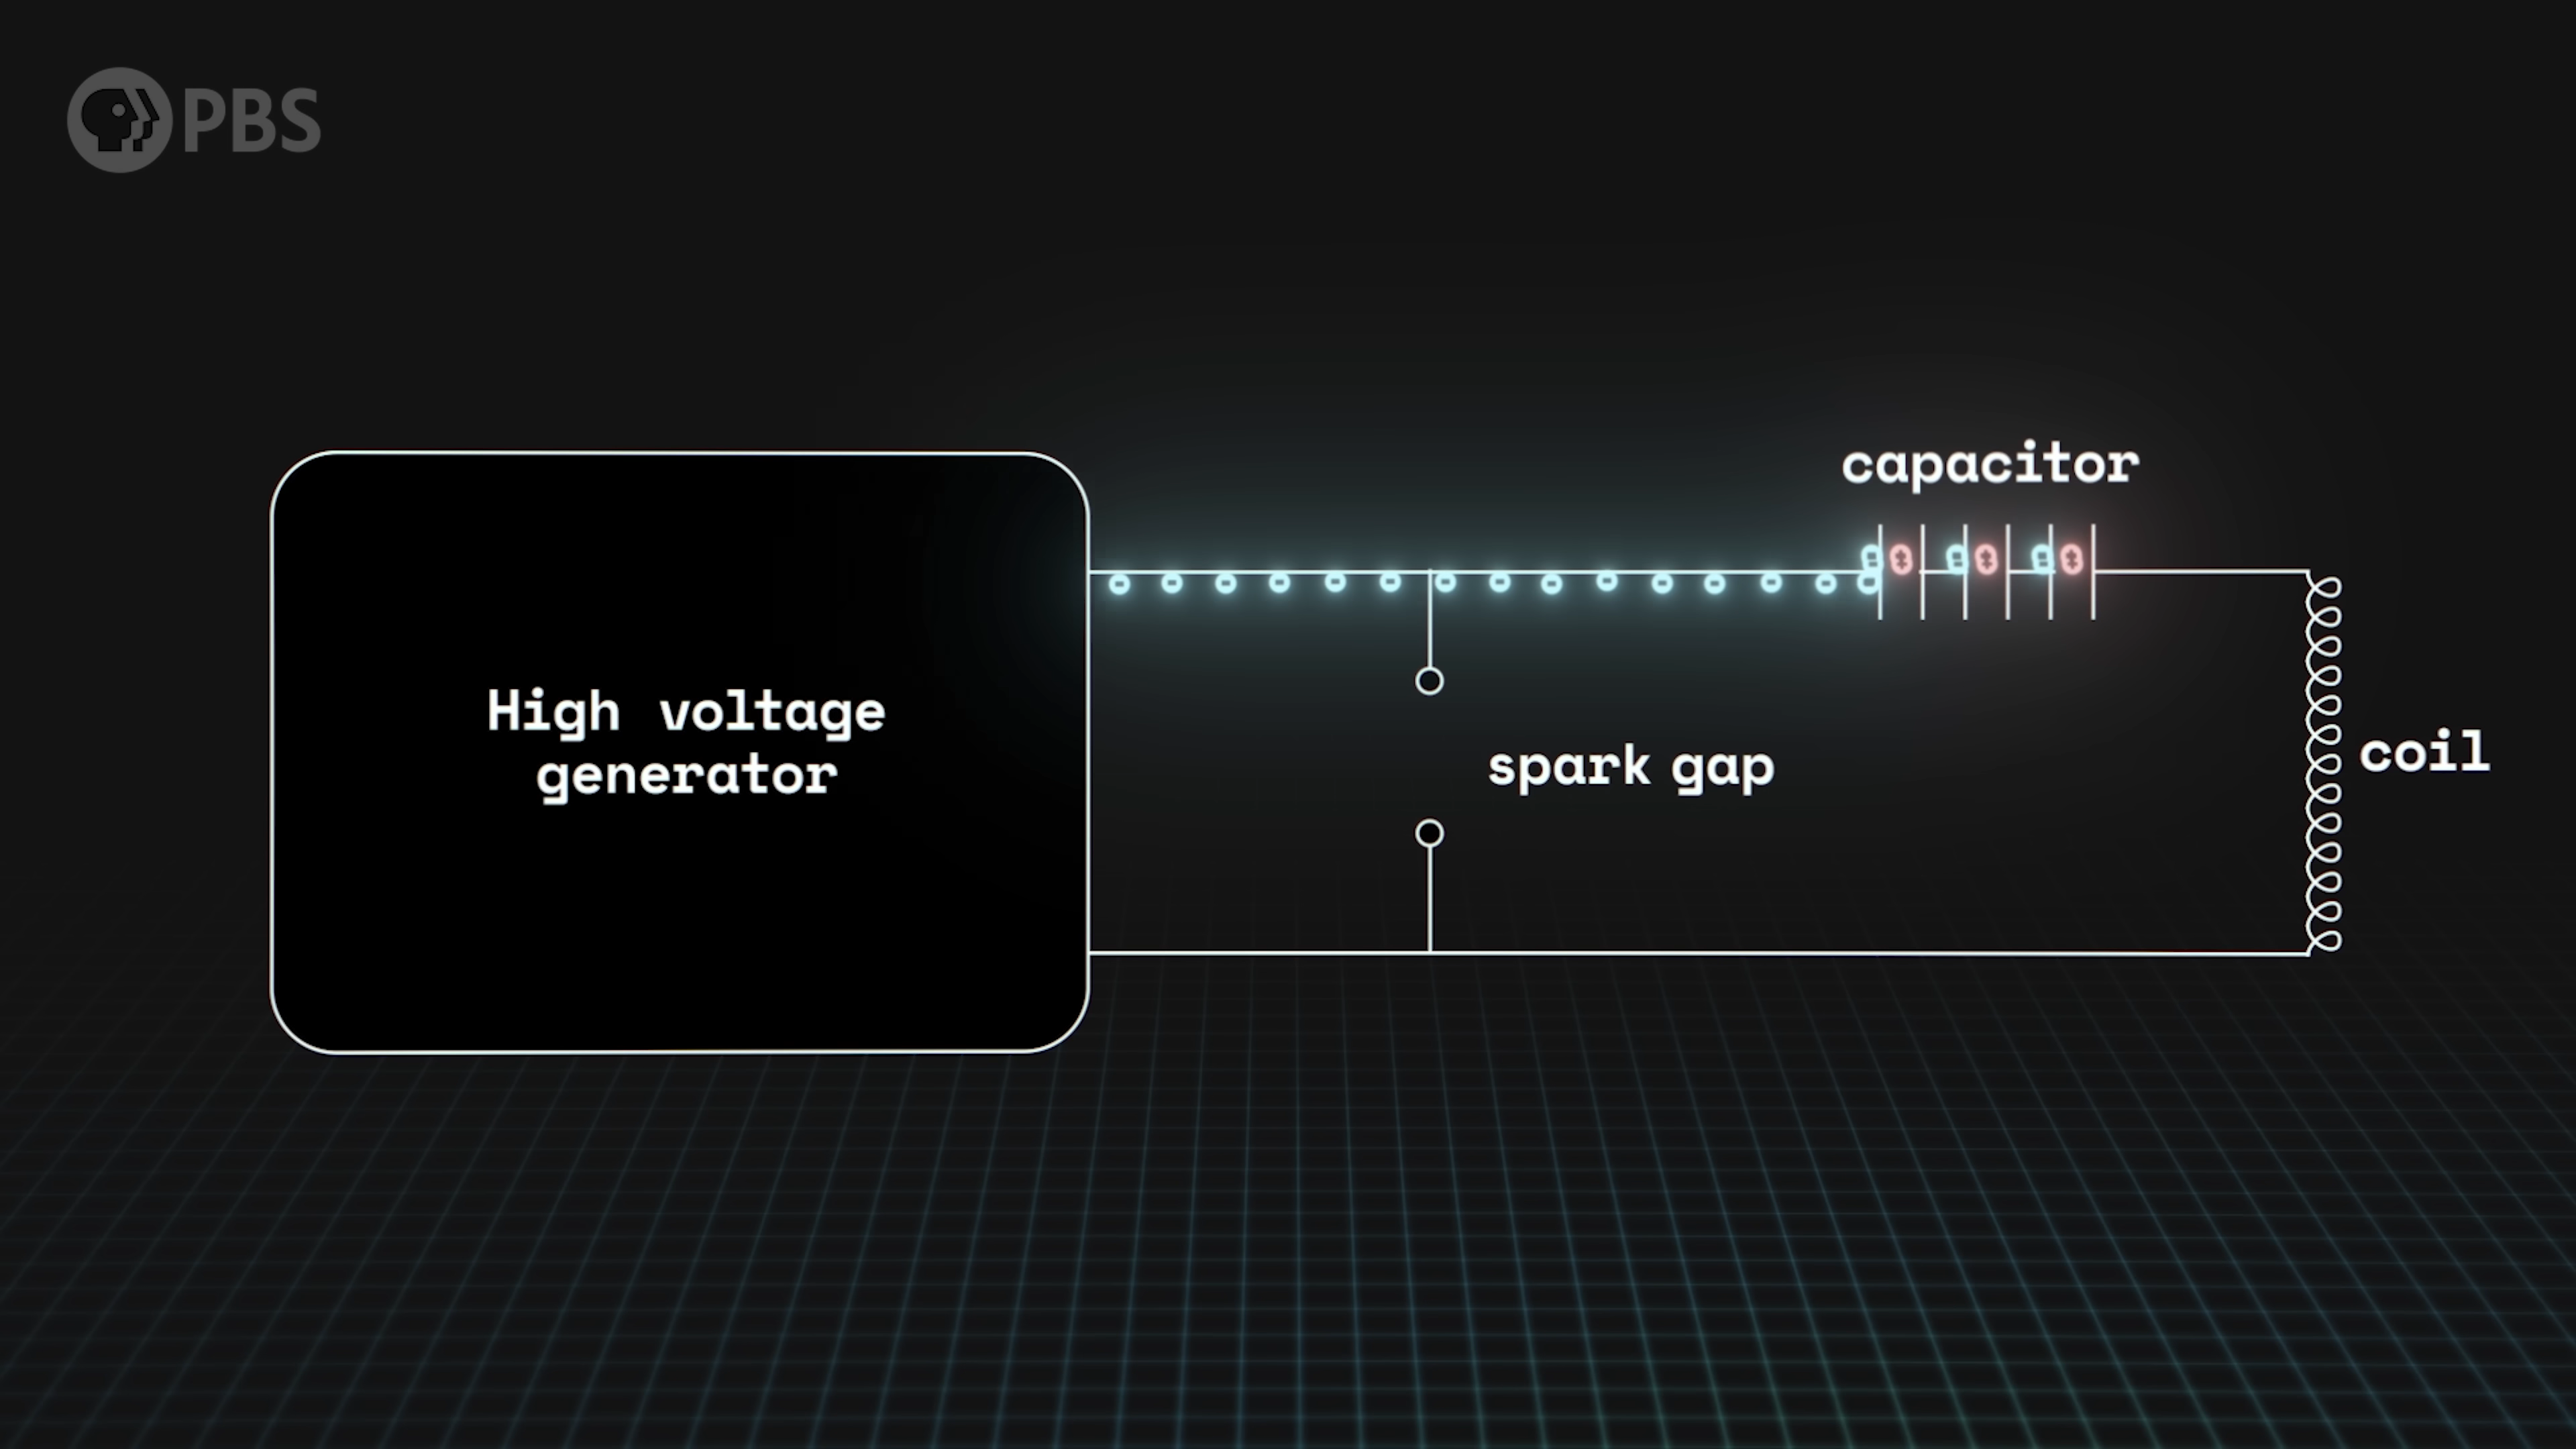 PBS
capacitor
High voltage
generator
spark gap
coil